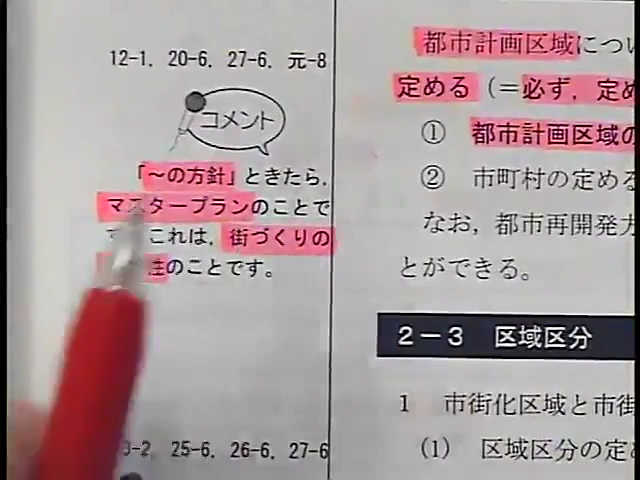 12-1, 20-6, 27-6, 元-8
コメント
「〜の方針」ときたら,
マスタープランのことで
これは, 街づくりの
性のことです。
-2, 25-6, 26-6, 27-6
都市計画区域につい
定める (=必ず, 定め
① 都市計画区域の
② 市町村の定める
なお, 都市再開発方
とができる。
2－3 区域区分
1 市街化区域と市街
(1) 区域区分の定め